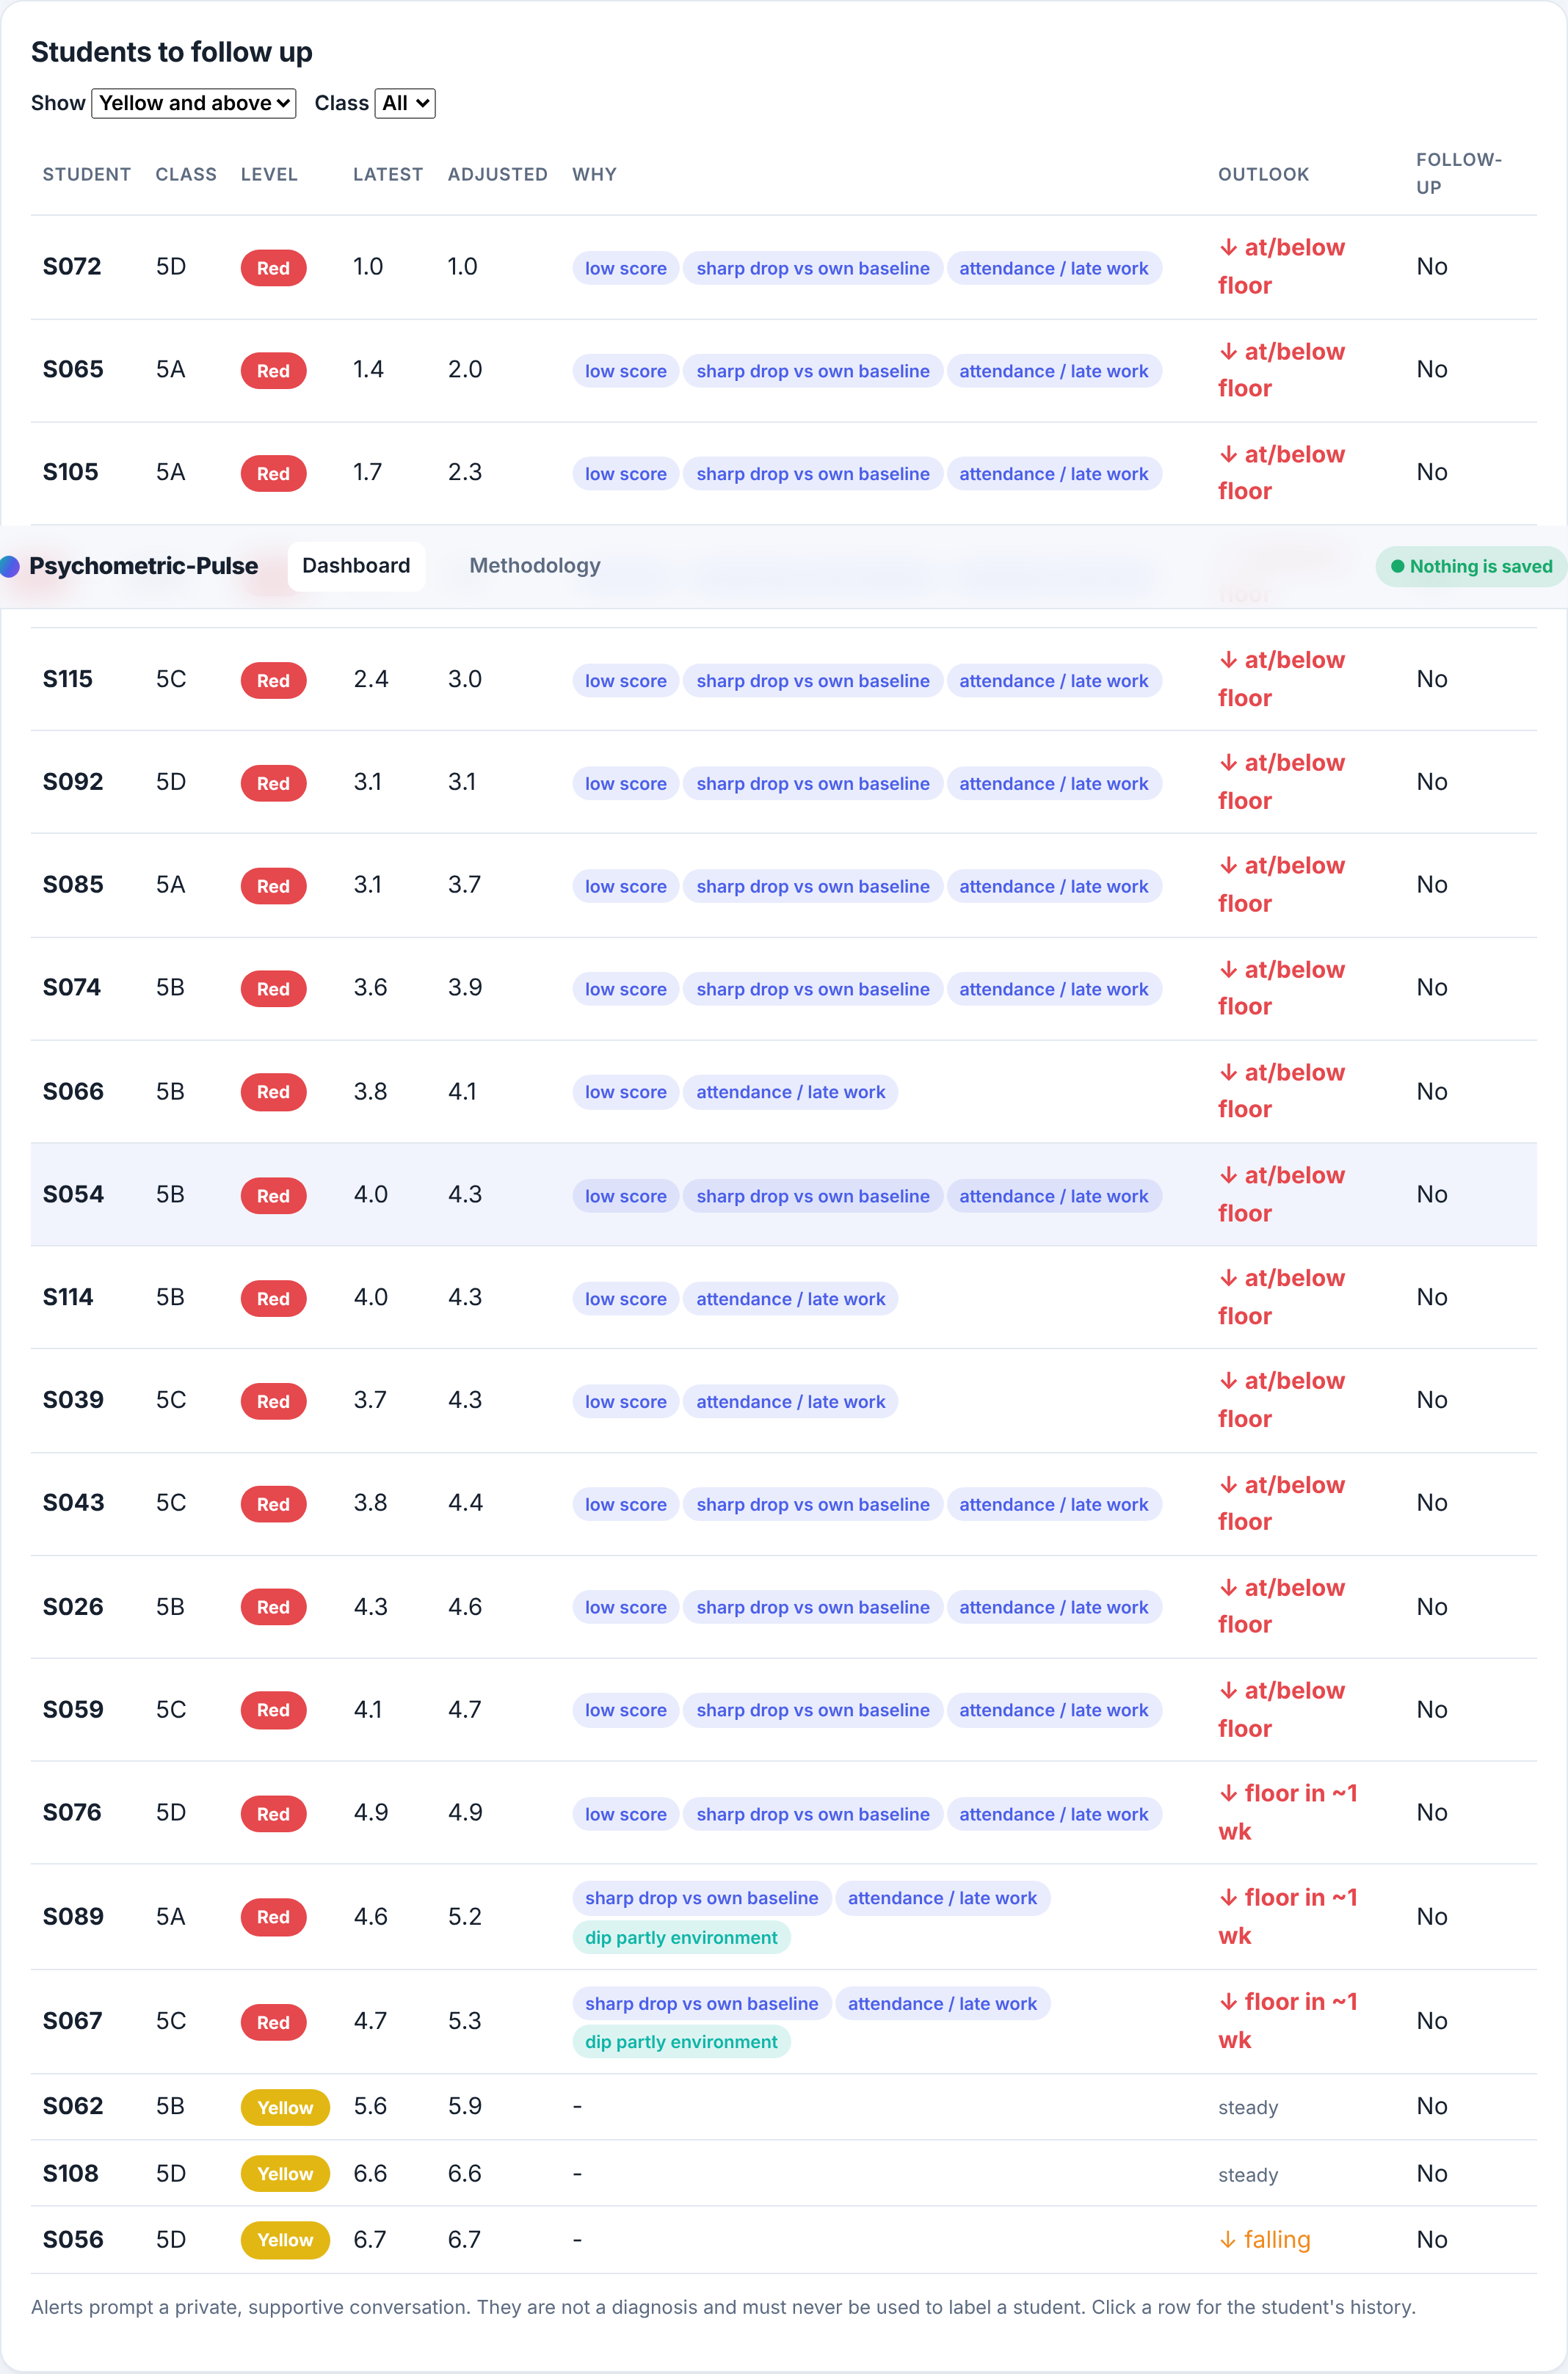 Students to follow up
Show Yellow and above Class All
STUDENT CLASS LEVEL LATEST ADJUSTED WHY OUTLOOK FOLLOW-UP
S072 5D Red 1.0 1.0 low score sharp drop vs own baseline attendance / late work ↓ at/below floor No
S065 5A Red 1.4 2.0 low score sharp drop vs own baseline attendance / late work ↓ at/below floor No
S105 5A Red 1.7 2.3 low score sharp drop vs own baseline attendance / late work ↓ at/below floor No
Psychometric-Pulse Dashboard Methodology Nothing is saved
floor
S115 5C Red 2.4 3.0 low score sharp drop vs own baseline attendance / late work ↓ at/below floor No
S092 5D Red 3.1 3.1 low score sharp drop vs own baseline attendance / late work ↓ at/below floor No
S085 5A Red 3.1 3.7 low score sharp drop vs own baseline attendance / late work ↓ at/below floor No
S074 5B Red 3.6 3.9 low score sharp drop vs own baseline attendance / late work ↓ at/below floor No
S066 5B Red 3.8 4.1 low score attendance / late work ↓ at/below floor No
S054 5B Red 4.0 4.3 low score sharp drop vs own baseline attendance / late work ↓ at/below floor No
S114 5B Red 4.0 4.3 low score attendance / late work ↓ at/below floor No
S039 5C Red 3.7 4.3 low score attendance / late work ↓ at/below floor No
S043 5C Red 3.8 4.4 low score sharp drop vs own baseline attendance / late work ↓ at/below floor No
S026 5B Red 4.3 4.6 low score sharp drop vs own baseline attendance / late work ↓ at/below floor No
S059 5C Red 4.1 4.7 low score sharp drop vs own baseline attendance / late work ↓ at/below floor No
S076 5D Red 4.9 4.9 low score sharp drop vs own baseline attendance / late work ↓ floor in ~1 wk No
S089 5A Red 4.6 5.2 sharp drop vs own baseline attendance / late work dip partly environment ↓ floor in ~1 wk No
S067 5C Red 4.7 5.3 sharp drop vs own baseline attendance / late work dip partly environment ↓ floor in ~1 wk No
S062 5B Yellow 5.6 5.9 - steady No
S108 5D Yellow 6.6 6.6 - steady No
S056 5D Yellow 6.7 6.7 - ↓ falling No
Alerts prompt a private, supportive conversation. They are not a diagnosis and must never be used to label a student. Click a row for the student's history.